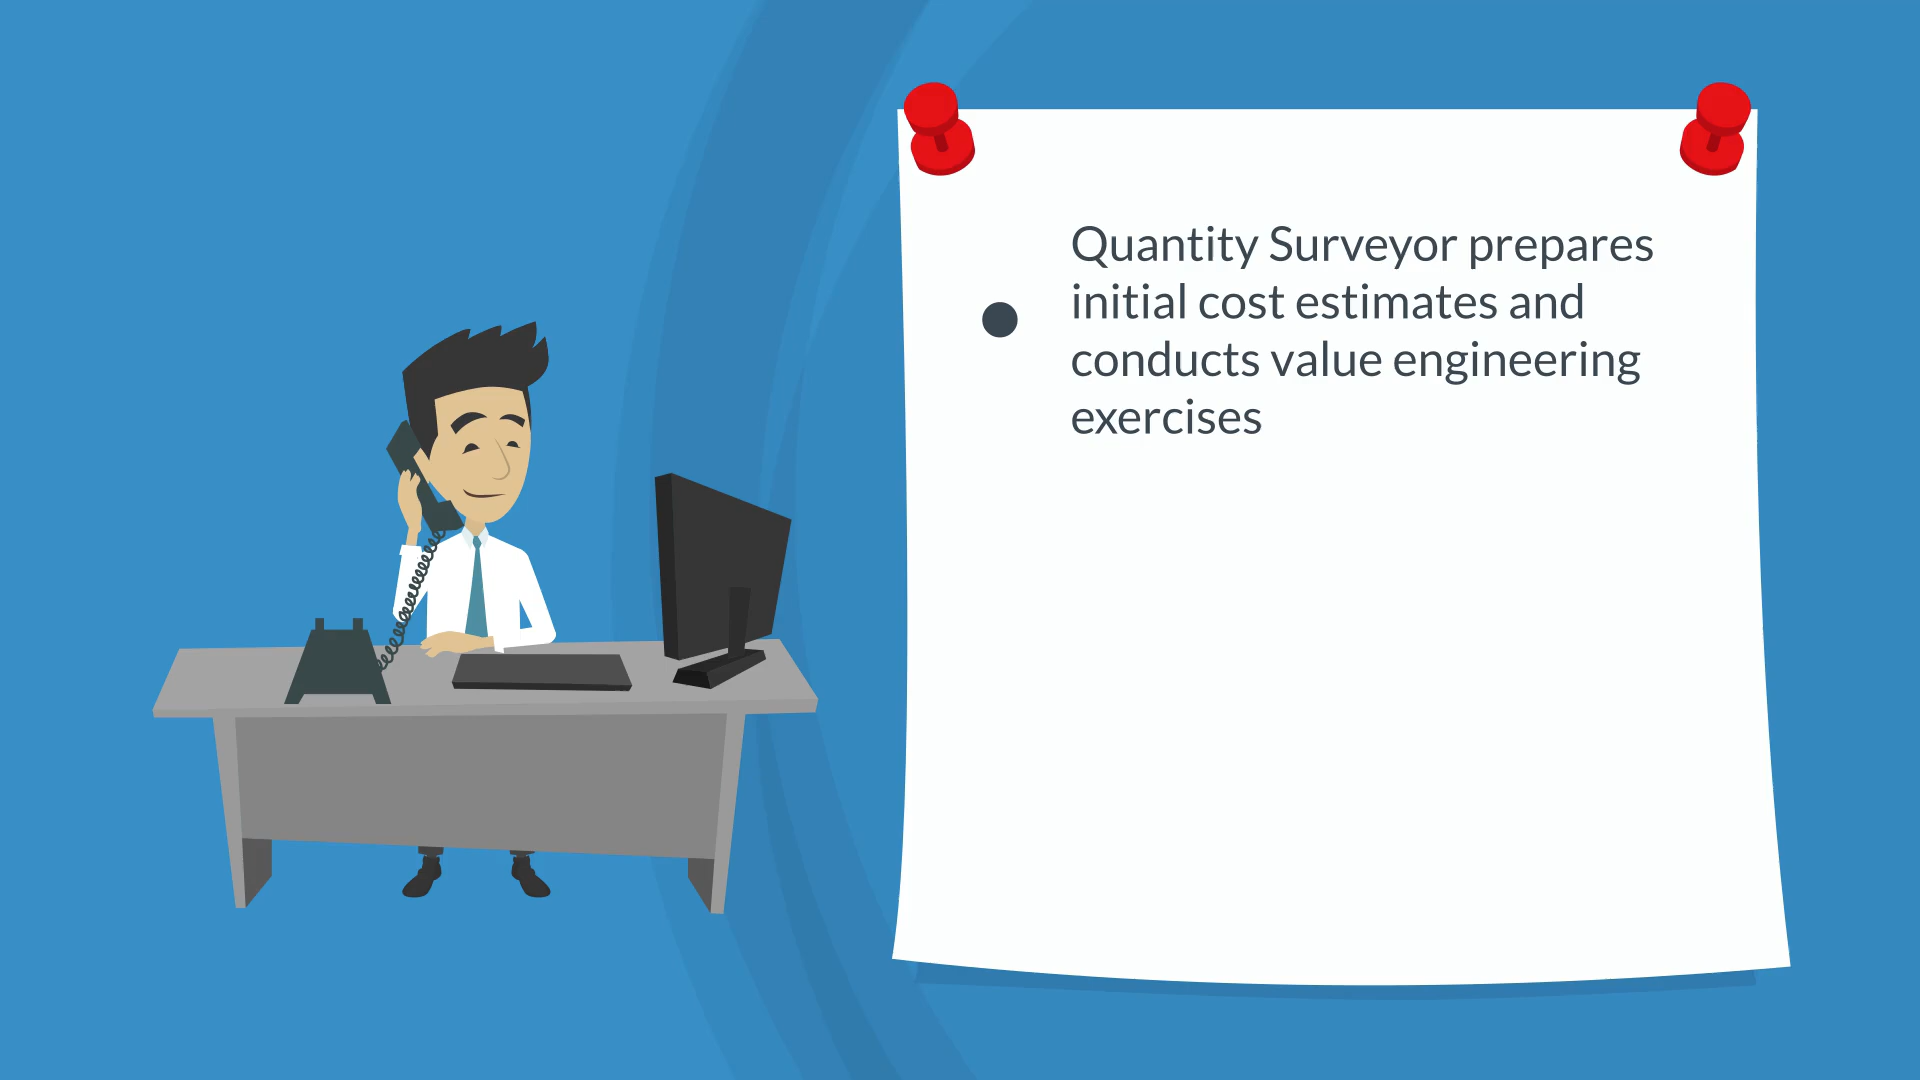 Quantity Surveyor prepares
initial cost estimates and
conducts value engineering
exercises